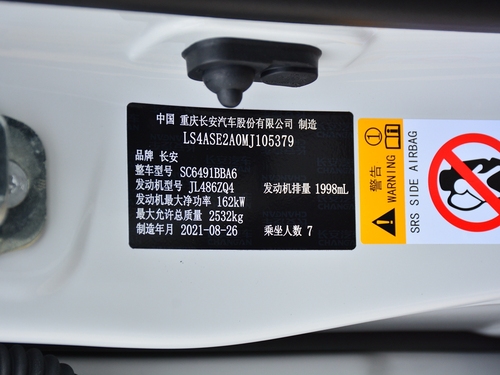 中国 重庆长安汽车股份有限公司 制造
LS4ASE2A0MJ105379
品牌 长安
整车型号 SC6491BBA6
发动机型号 JL486ZQ4 发动机排量 1998mL
发动机最大净功率 162kW
最大允许总质量 2532kg
制造年月 2021-08-26 乘坐人数 7
警告
WARNING
SRS SIDE AIRBAG